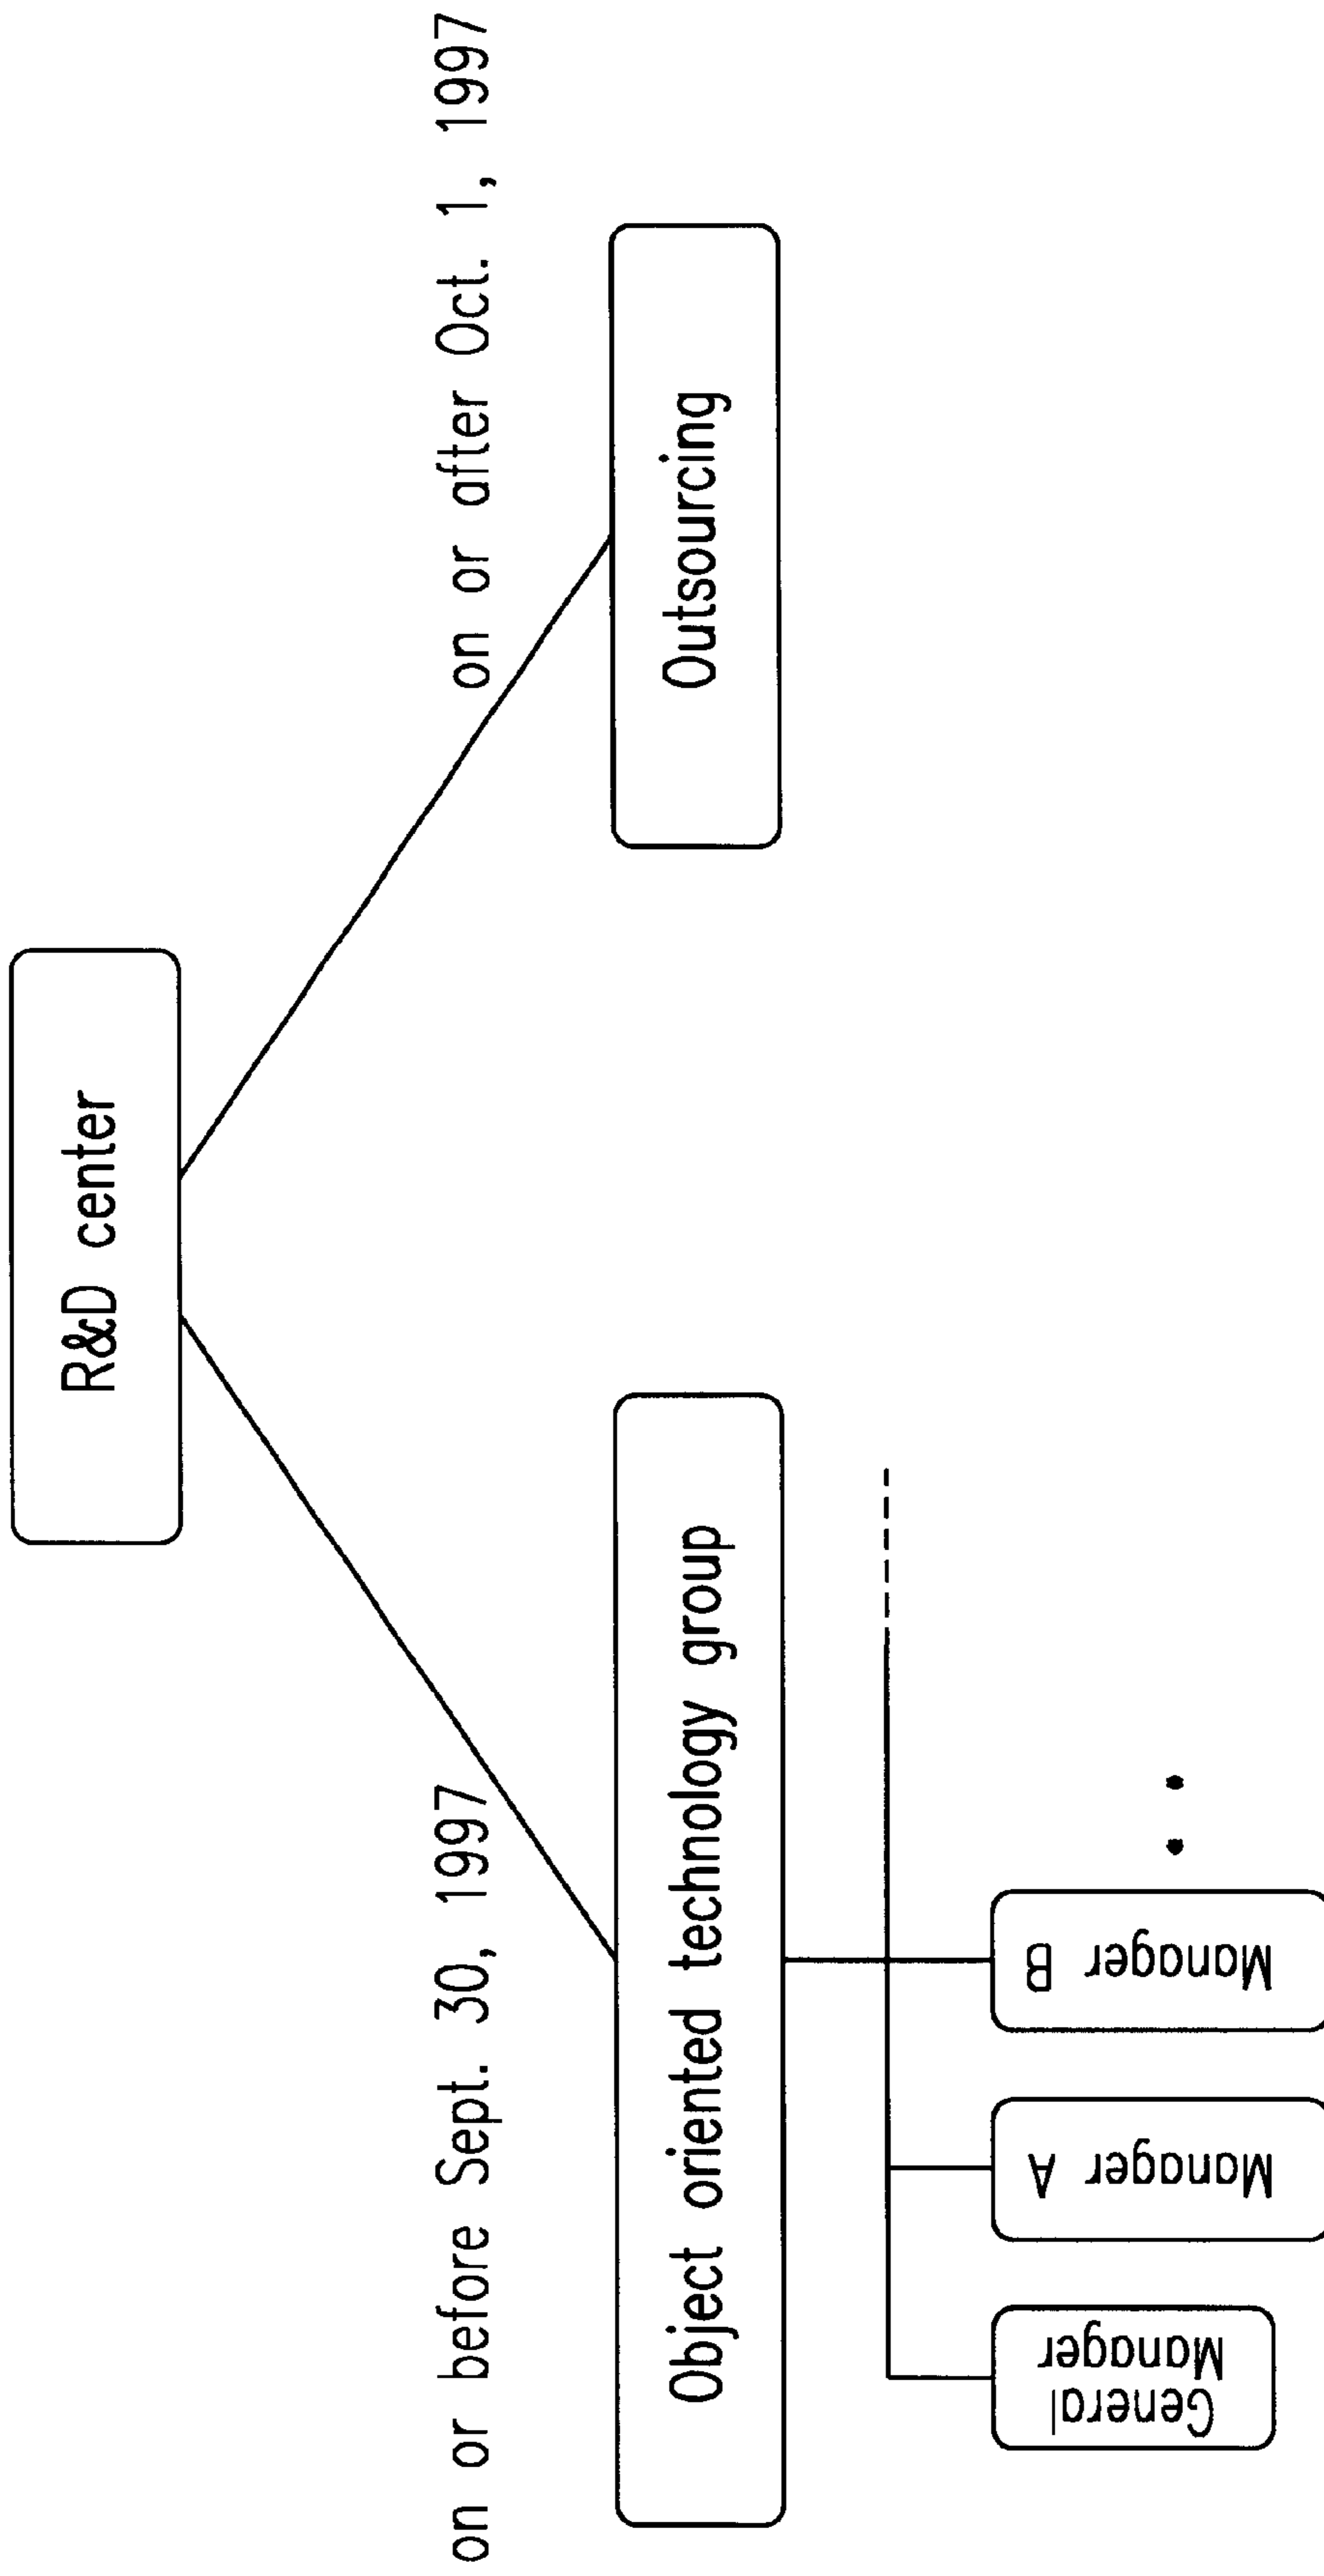 R&D center
on or before Sept. 30, 1997
on or after Oct. 1, 1997
Object oriented technology group
Outsourcing
General
Manager
Manager A
Manager B